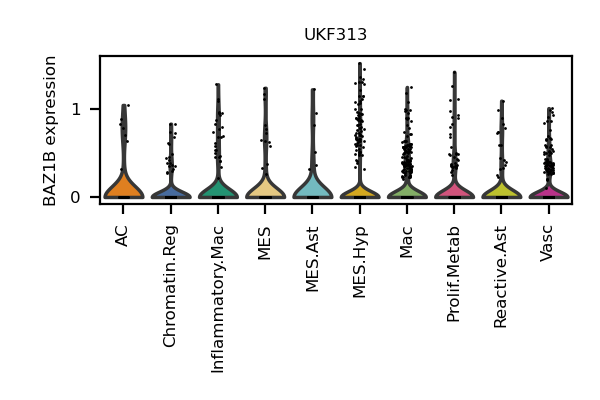 UKF313
BAZ1B expression
1
0
AC
Chromatin.Reg
Inflammatory.Mac
MES
MES.Ast
MES.Hyp
Mac
Prolif.Metab
Reactive.Ast
Vasc